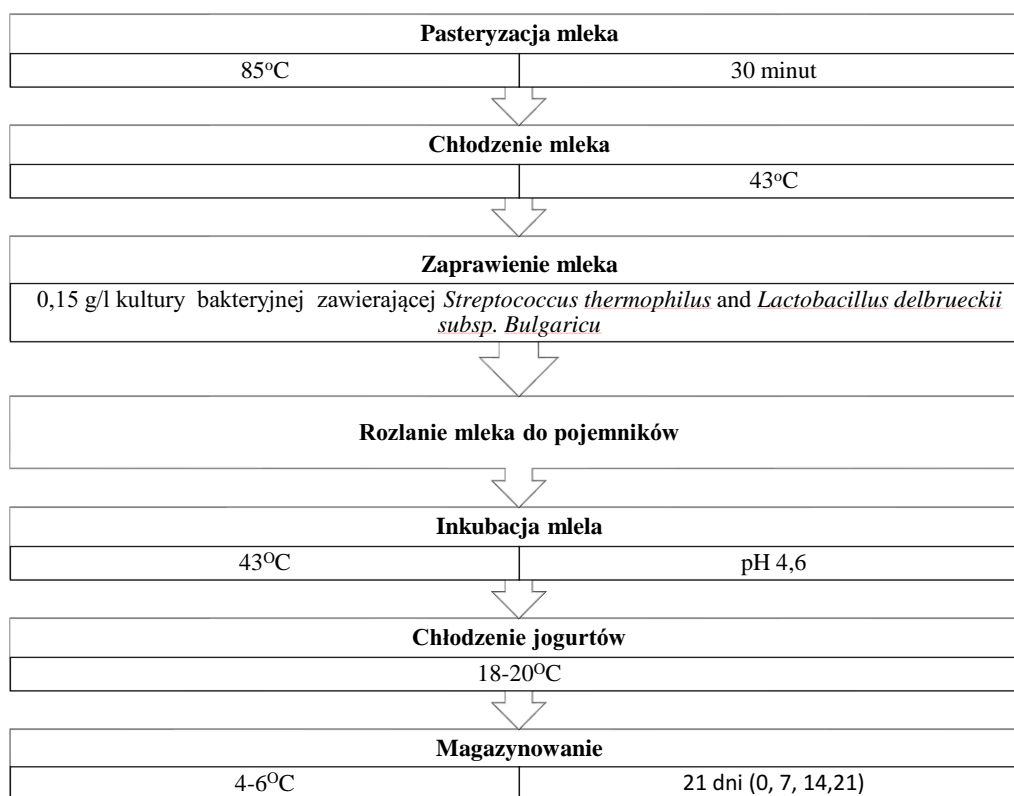 Pasteryzacja mleka
85°C 30 minut
Chłodzenie mleka
43°C
Zaprawienie mleka
0,15 g/l kultury bakteryjnej zawierającej Streptococcus thermophilus and Lactobacillus delbrueckii
subsp. Bulgaricu
Rozlanie mleka do pojemników
Inkubacja mlela
43°C pH 4,6
Chłodzenie jogurtów
18-20°C
Magazynowanie
4-6°C 21 dni (0, 7, 14,21)